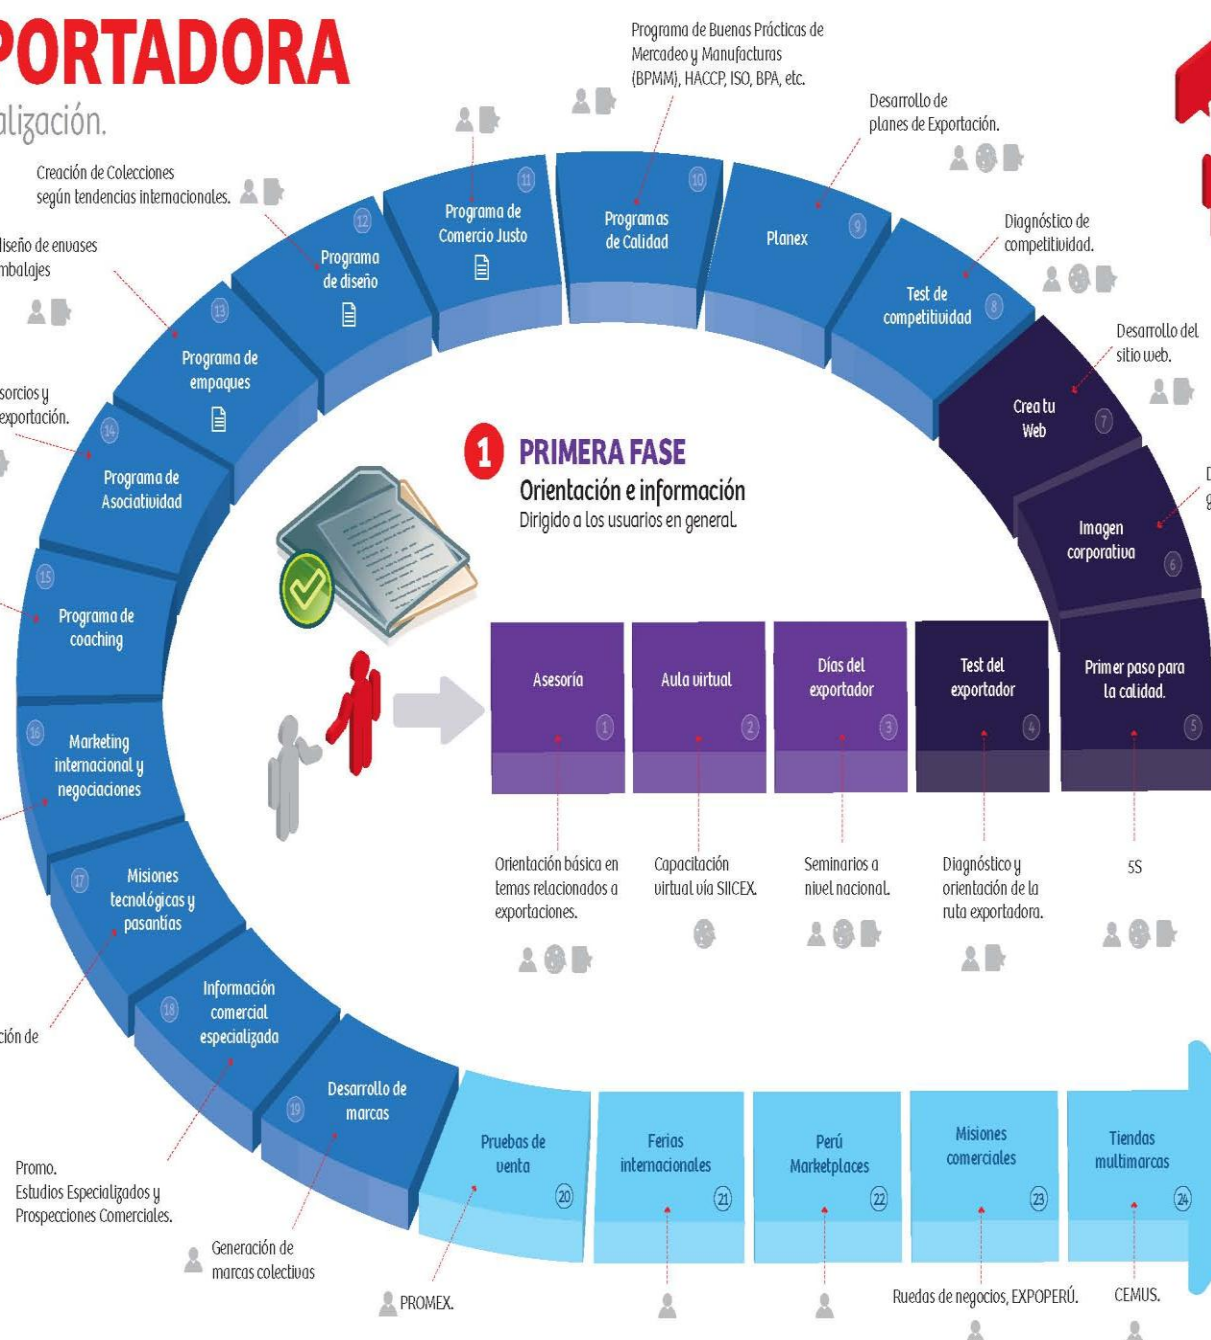 PORTADORA
alización.
Programa de Buenas Prácticas de
Mercadeo y Manufacturas
(BPMM), HACCP, ISO, BPA, etc.
Desarrollo de
planes de Exportación.
Creación de Colecciones
según tendencias internacionales.
Diagnóstico de
competitividad.
diseño de envases
mbalajes
Desarrollo del
sitio web.
sorcios y
exportación.
11
Programa de
Comercio Justo
10
Programas
de Calidad
9
Planex
12
Programa
de diseño
8
Test de
competitividad
13
Programa de
empaques
7
Crea tu
Web
14
Programa de
Asociatividad
6
Imagen
corporativa
15
Programa de
coaching
1
PRIMERA FASE
Orientación e información
Dirigido a los usuarios en general.
Asesoría
1
Aula virtual
2
Días del
exportador
3
Test del
exportador
4
Primer paso para
la calidad.
5
Orientación básica en
temas relacionados a
exportaciones.
Capacitación
virtual vía SIICEX.
Seminarios a
nivel nacional.
Diagnóstico y
orientación de la
ruta exportadora.
5S
16
Marketing
internacional y
negociaciones
17
Misiones
tecnológicas y
pasantías
18
Información
comercial
especializada
ción de
19
Desarrollo de
marcas
Promo.
Estudios Especializados y
Prospecciones Comerciales.
Generación de
marcas colectivas
Pruebas de
venta
20
Ferias
internacionales
21
Perú
Marketplaces
22
Misiones
comerciales
23
Tiendas
multimarcas
24
PROMEX.
Ruedas de negocios, EXPOPERÚ.
CEMUS.